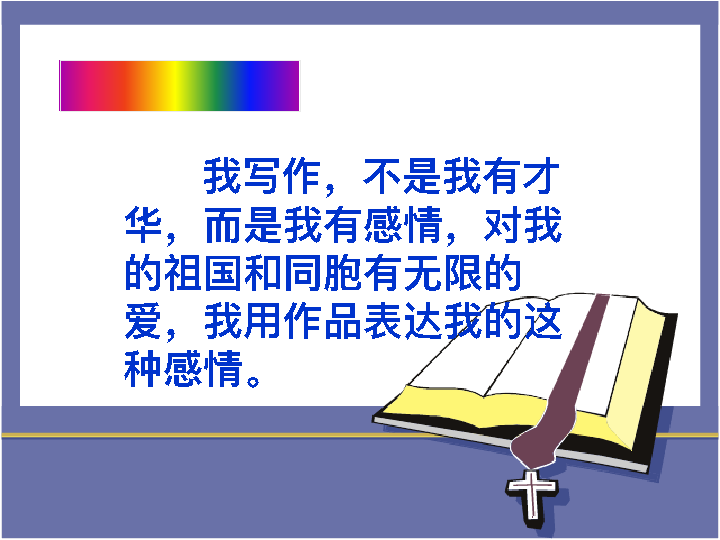 我写作，不是我有才
华，而是我有感情，对我
的祖国和同胞有无限的
爱，我用作品表达我的这
种感情。